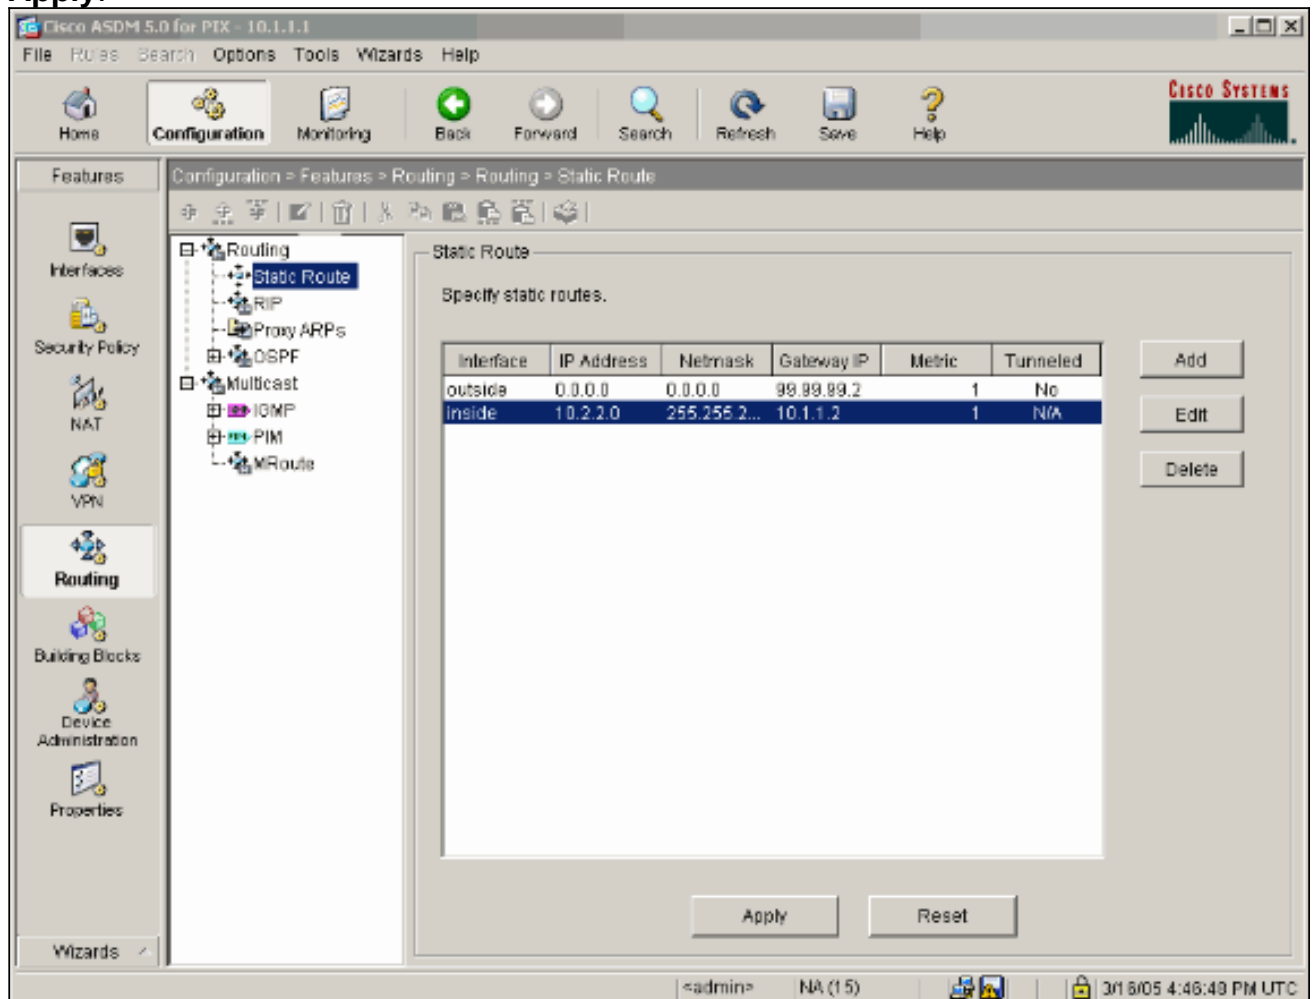 Apply.
Cisco ASDM 5.0 for PIX - 10.1.1.1
File Rules Search Options Tools Wizards Help
Home Configuration Monitoring Back Forward Search Refresh Save Help
CISCO SYSTEMS
Features
Configuration > Features > Routing > Routing > Static Route
Interfaces
Security Policy
NAT
VPN
Routing
Building Blocks
Device
Administration
Properties
Wizards
Routing
Static Route
RIP
Proxy ARPs
OSPF
Multicast
IGMP
PIM
MRoute
Static Route
Specify static routes.
Interface IP Address Netmask Gateway IP Metric Tunneled
outside 0.0.0.0 0.0.0.0 99.99.99.2 1 No
inside 10.2.2.0 255.255.2... 10.1.1.2 1 N/A
Add
Edit
Delete
Apply Reset
<admin> NA (15) 3/16/05 4:46:48 PM UTC